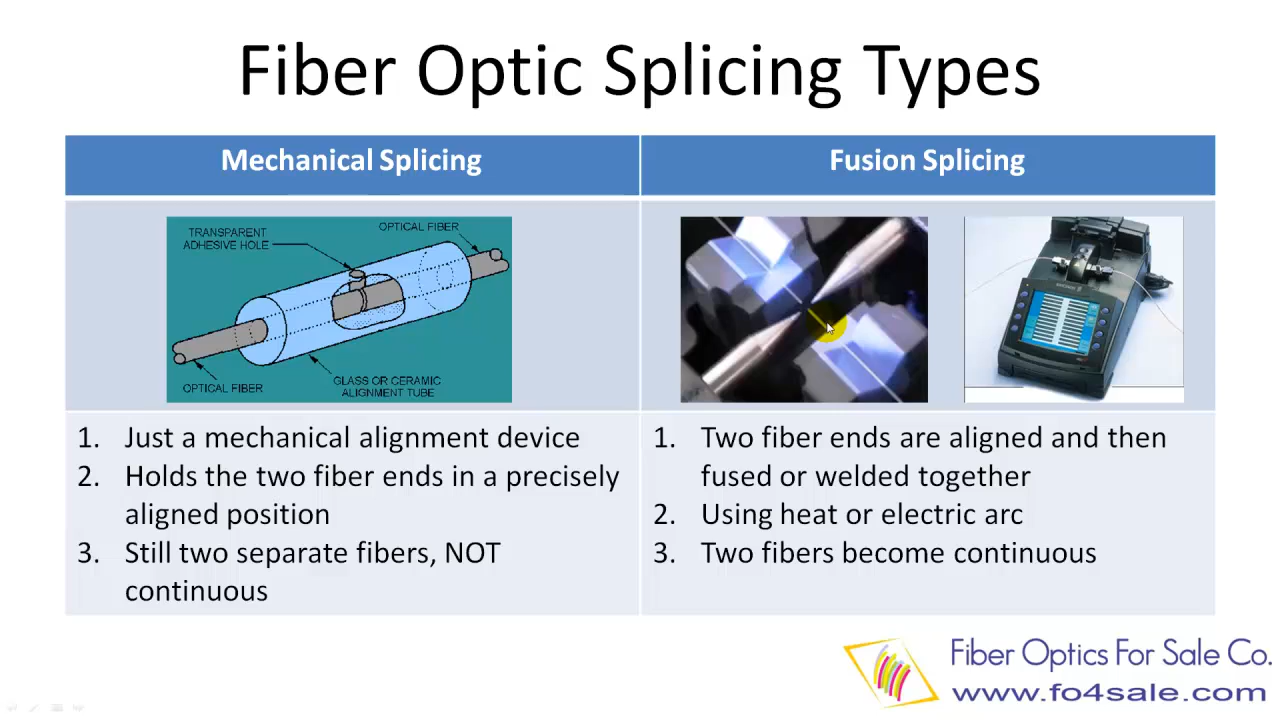 Fiber Optic Splicing Types
Mechanical Splicing
Fusion Splicing
TRANSPARENT
ADHESIVE HOLE
OPTICAL FIBER
OPTICAL FIBER
GLASS OR CERAMIC
ALIGNMENT TUBE
1. Just a mechanical alignment device
2. Holds the two fiber ends in a precisely
aligned position
3. Still two separate fibers, NOT
continuous
1. Two fiber ends are aligned and then
fused or welded together
2. Using heat or electric arc
3. Two fibers become continuous
Fiber Optics For Sale Co.
www.fo4sale.com